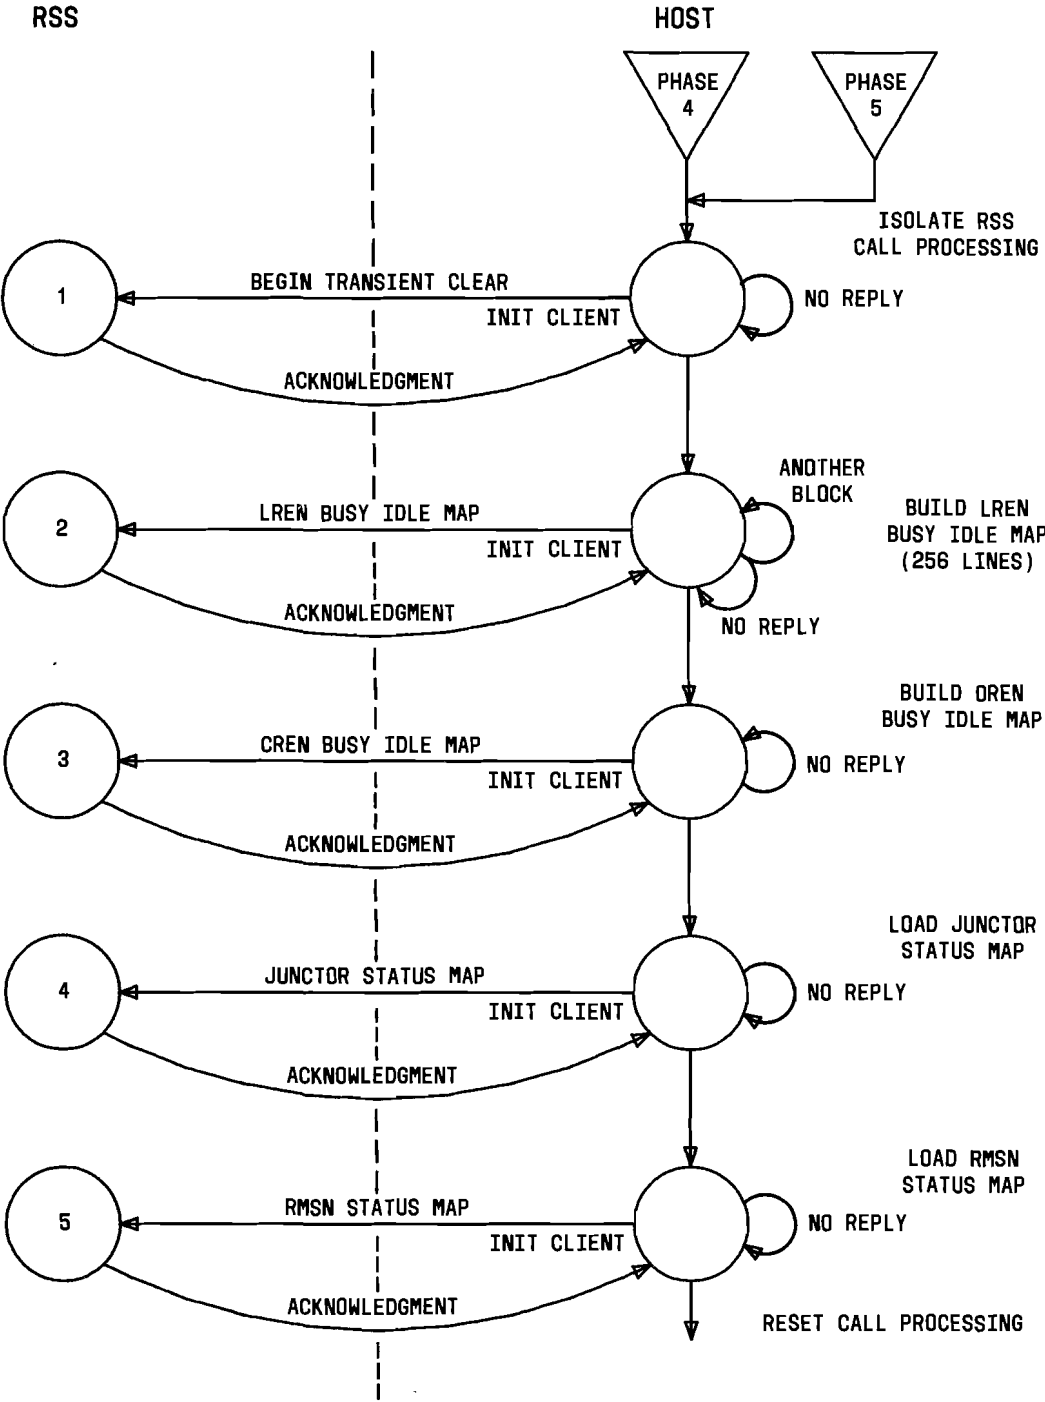 RSS
HOST
PHASE
4
PHASE
5
ISOLATE RSS
CALL PROCESSING
BEGIN TRANSIENT CLEAR
1
NO REPLY
INIT CLIENT
ACKNOWLEDGMENT
ANOTHER
BLOCK
LREN BUSY IDLE MAP
2
BUILD LREN
BUSY IDLE MAP
(256 LINES)
INIT CLIENT
ACKNOWLEDGMENT
NO REPLY
BUILD OREN
BUSY IDLE MAP
CREN BUSY IDLE MAP
3
NO REPLY
INIT CLIENT
ACKNOWLEDGMENT
LOAD JUNCTOR
STATUS MAP
JUNCTOR STATUS MAP
4
NO REPLY
INIT CLIENT
ACKNOWLEDGMENT
LOAD RMSN
STATUS MAP
RMSN STATUS MAP
5
NO REPLY
INIT CLIENT
ACKNOWLEDGMENT
RESET CALL PROCESSING